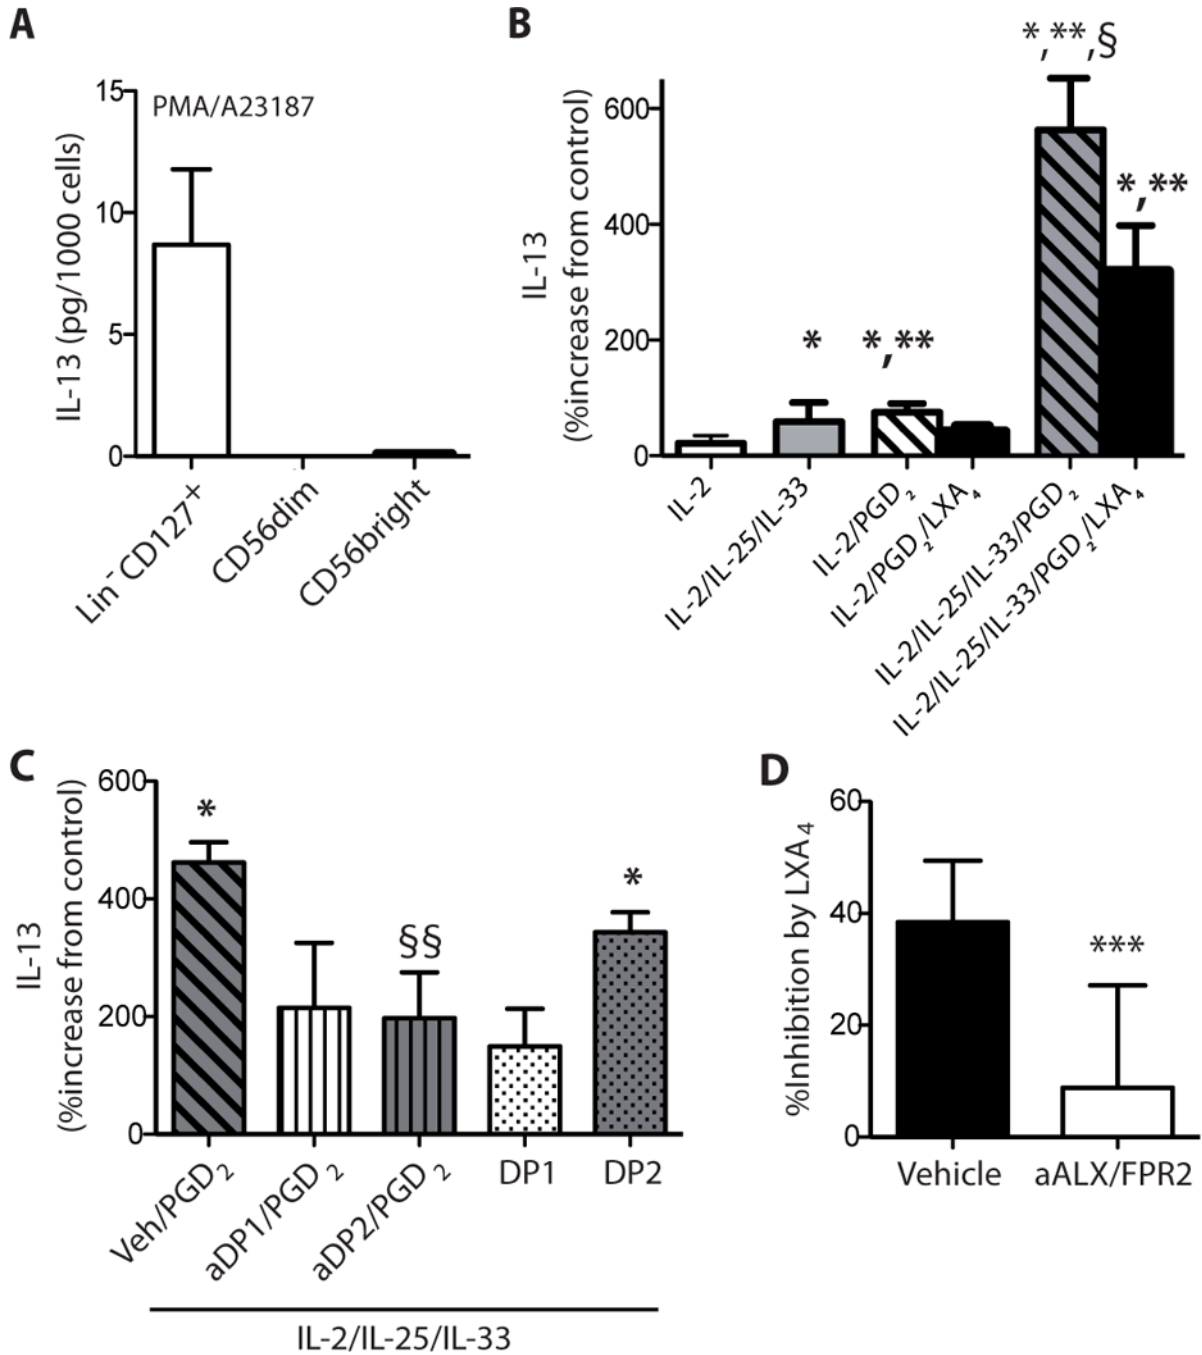 A
PMA/A23187
IL-13 (pg/1000 cells)
15
10
5
0
Lin⁻CD127⁺
CD56dim
CD56bright
B
*,**,§
*,**
*
*,**
IL-13
(%increase from control)
600
400
200
0
IL-2
IL-2/IL-25/IL-33
IL-2/PGD₂
IL-2/PGD₂/LXA₄
IL-2/IL-25/IL-33/PGD₂
IL-2/IL-25/IL-33/PGD₂/LXA₄
C
*
§§
*
IL-13
(%increase from control)
600
400
200
0
Veh/PGD₂
aDP1/PGD₂
aDP2/PGD₂
DP1
DP2
IL-2/IL-25/IL-33
D
***
%Inhibition by LXA₄
60
40
20
0
Vehicle
aALX/FPR2